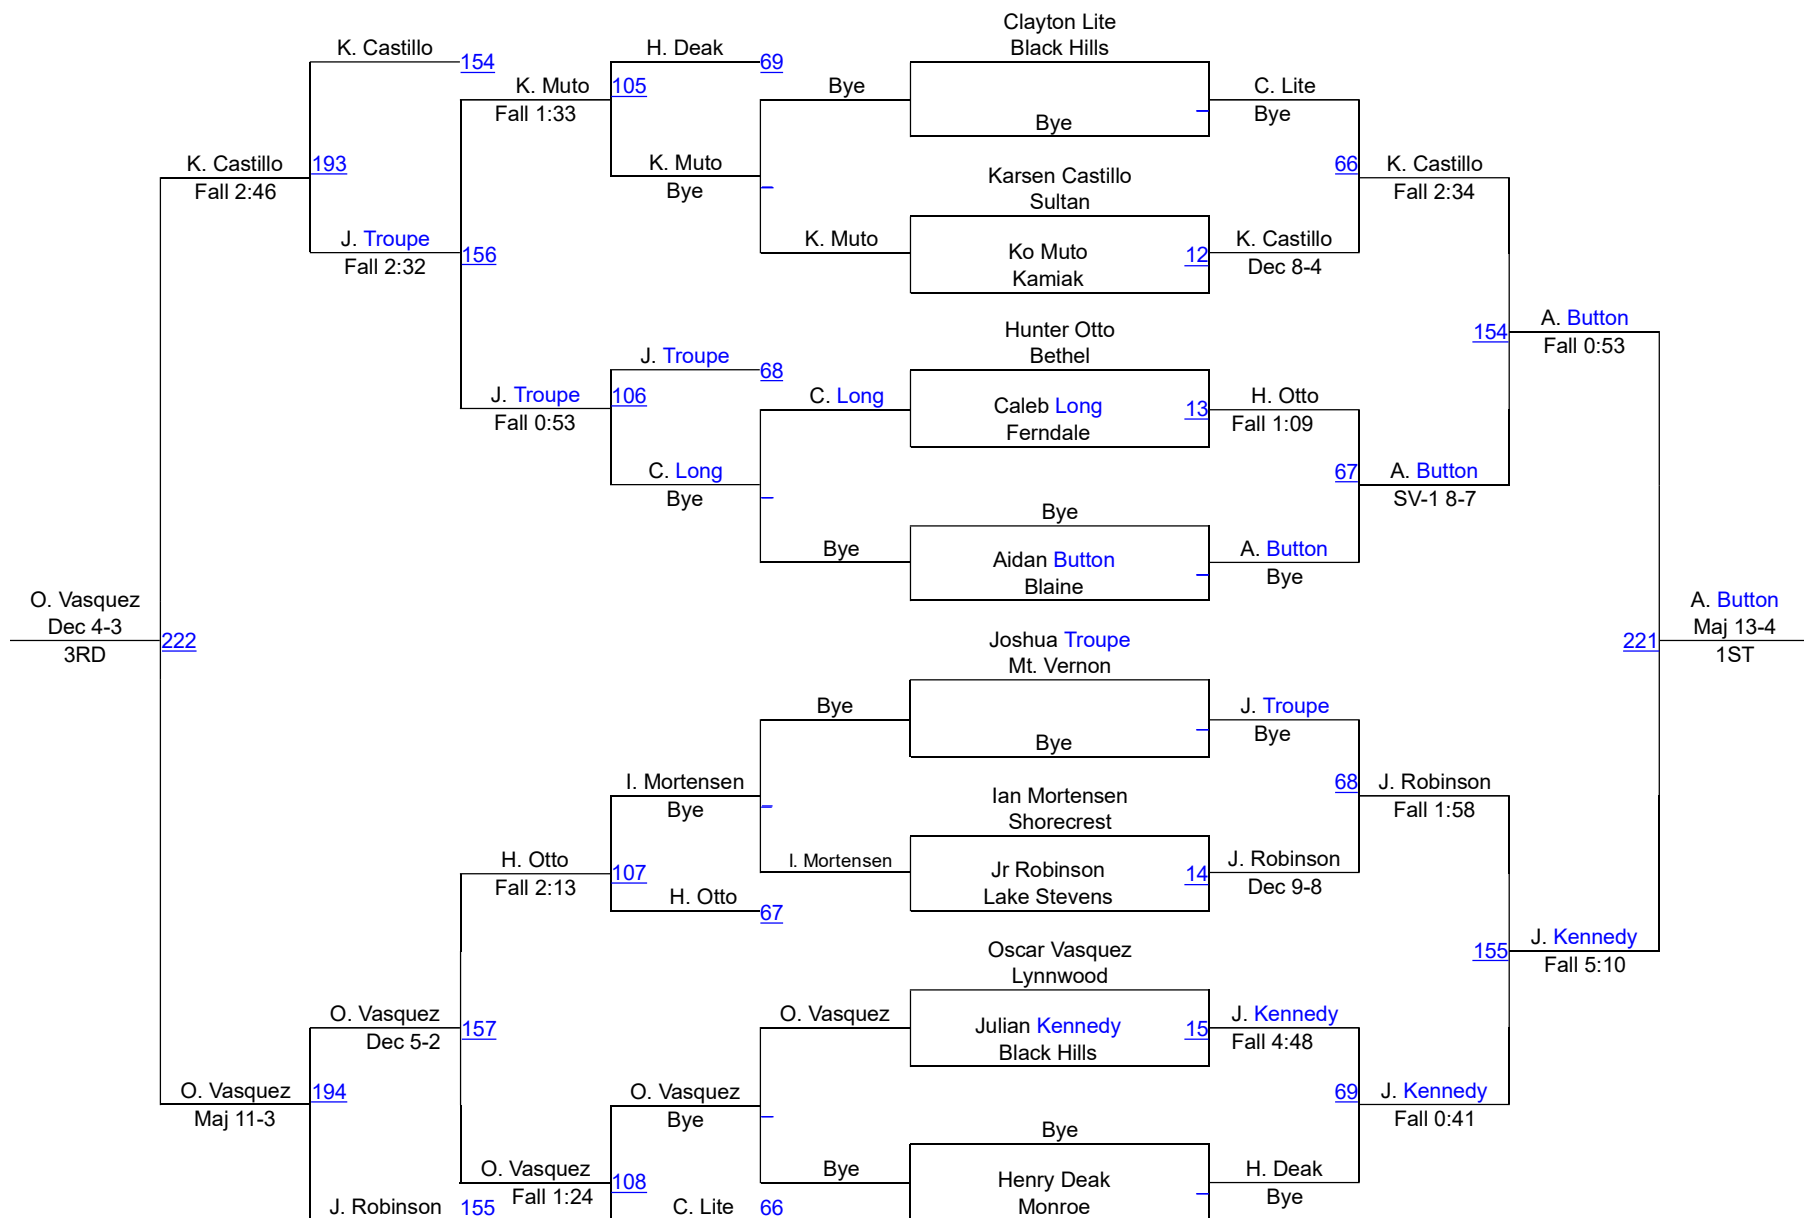 Clayton Lite
K. Castillo H. Deak Black Hills
154 69
K. Muto 105 Bye C. Lite
Fall 1:33 Bye Bye
K. Castillo 193 K. Muto 66 K. Castillo
Fall 2:46 Bye Karsen Castillo Fall 2:34
Sultan
J. Troupe 156 K. Muto Ko Muto 12 K. Castillo
Fall 2:32 Kamiak Dec 8-4
Hunter Otto 154 A. Button
J. Troupe 68 Bethel Fall 0:53
J. Troupe 106 C. Long Caleb Long 13 H. Otto
Fall 0:53 Ferndale Fall 1:09
C. Long 67 A. Button
Bye Bye SV-1 8-7
Bye Aidan Button A. Button
Blaine Bye
O. Vasquez A. Button
Dec 4-3 222 Joshua Troupe 221 Maj 13-4
3RD Mt. Vernon 1ST
Bye J. Troupe
Bye Bye
I. Mortensen Ian Mortensen 68 J. Robinson
Bye Shorecrest Fall 1:58
H. Otto 107 I. Mortensen Jr Robinson 14 J. Robinson
Fall 2:13 H. Otto 67 Lake Stevens Dec 9-8
Oscar Vasquez 155 J. Kennedy
Lynnwood Fall 5:10
O. Vasquez 157 O. Vasquez Julian Kennedy 15 J. Kennedy
Dec 5-2 Black Hills Fall 4:48
O. Vasquez 194 O. Vasquez 69 J. Kennedy
Maj 11-3 Bye Bye Fall 0:41
O. Vasquez 108 Bye Henry Deak H. Deak
J. Robinson 155 Fall 1:24 C. Lite 66 Monroe Bye